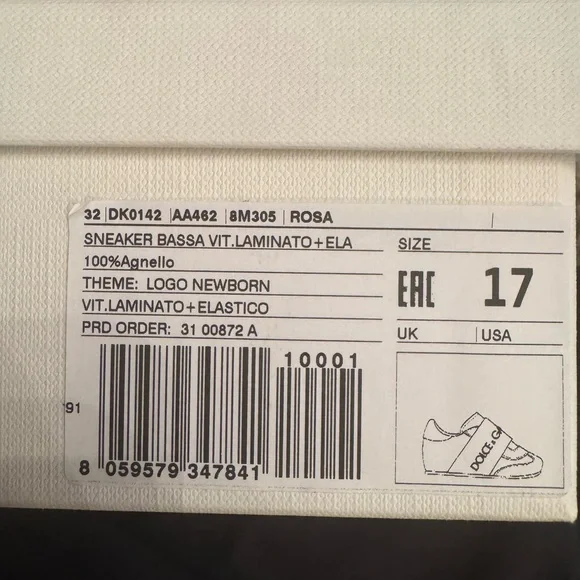 32 | DK0142 | AA462 | 8M305 | ROSA |
SNEAKER BASSA VIT.LAMINATO+ELA
100%Agnello
THEME: LOGO NEWBORN
VIT.LAMINATO+ELASTICO
PRD ORDER: 31 00872 A
SIZE
EAC 17
UK | USA
10001
91
8 059579 347841
DOLCE & GA